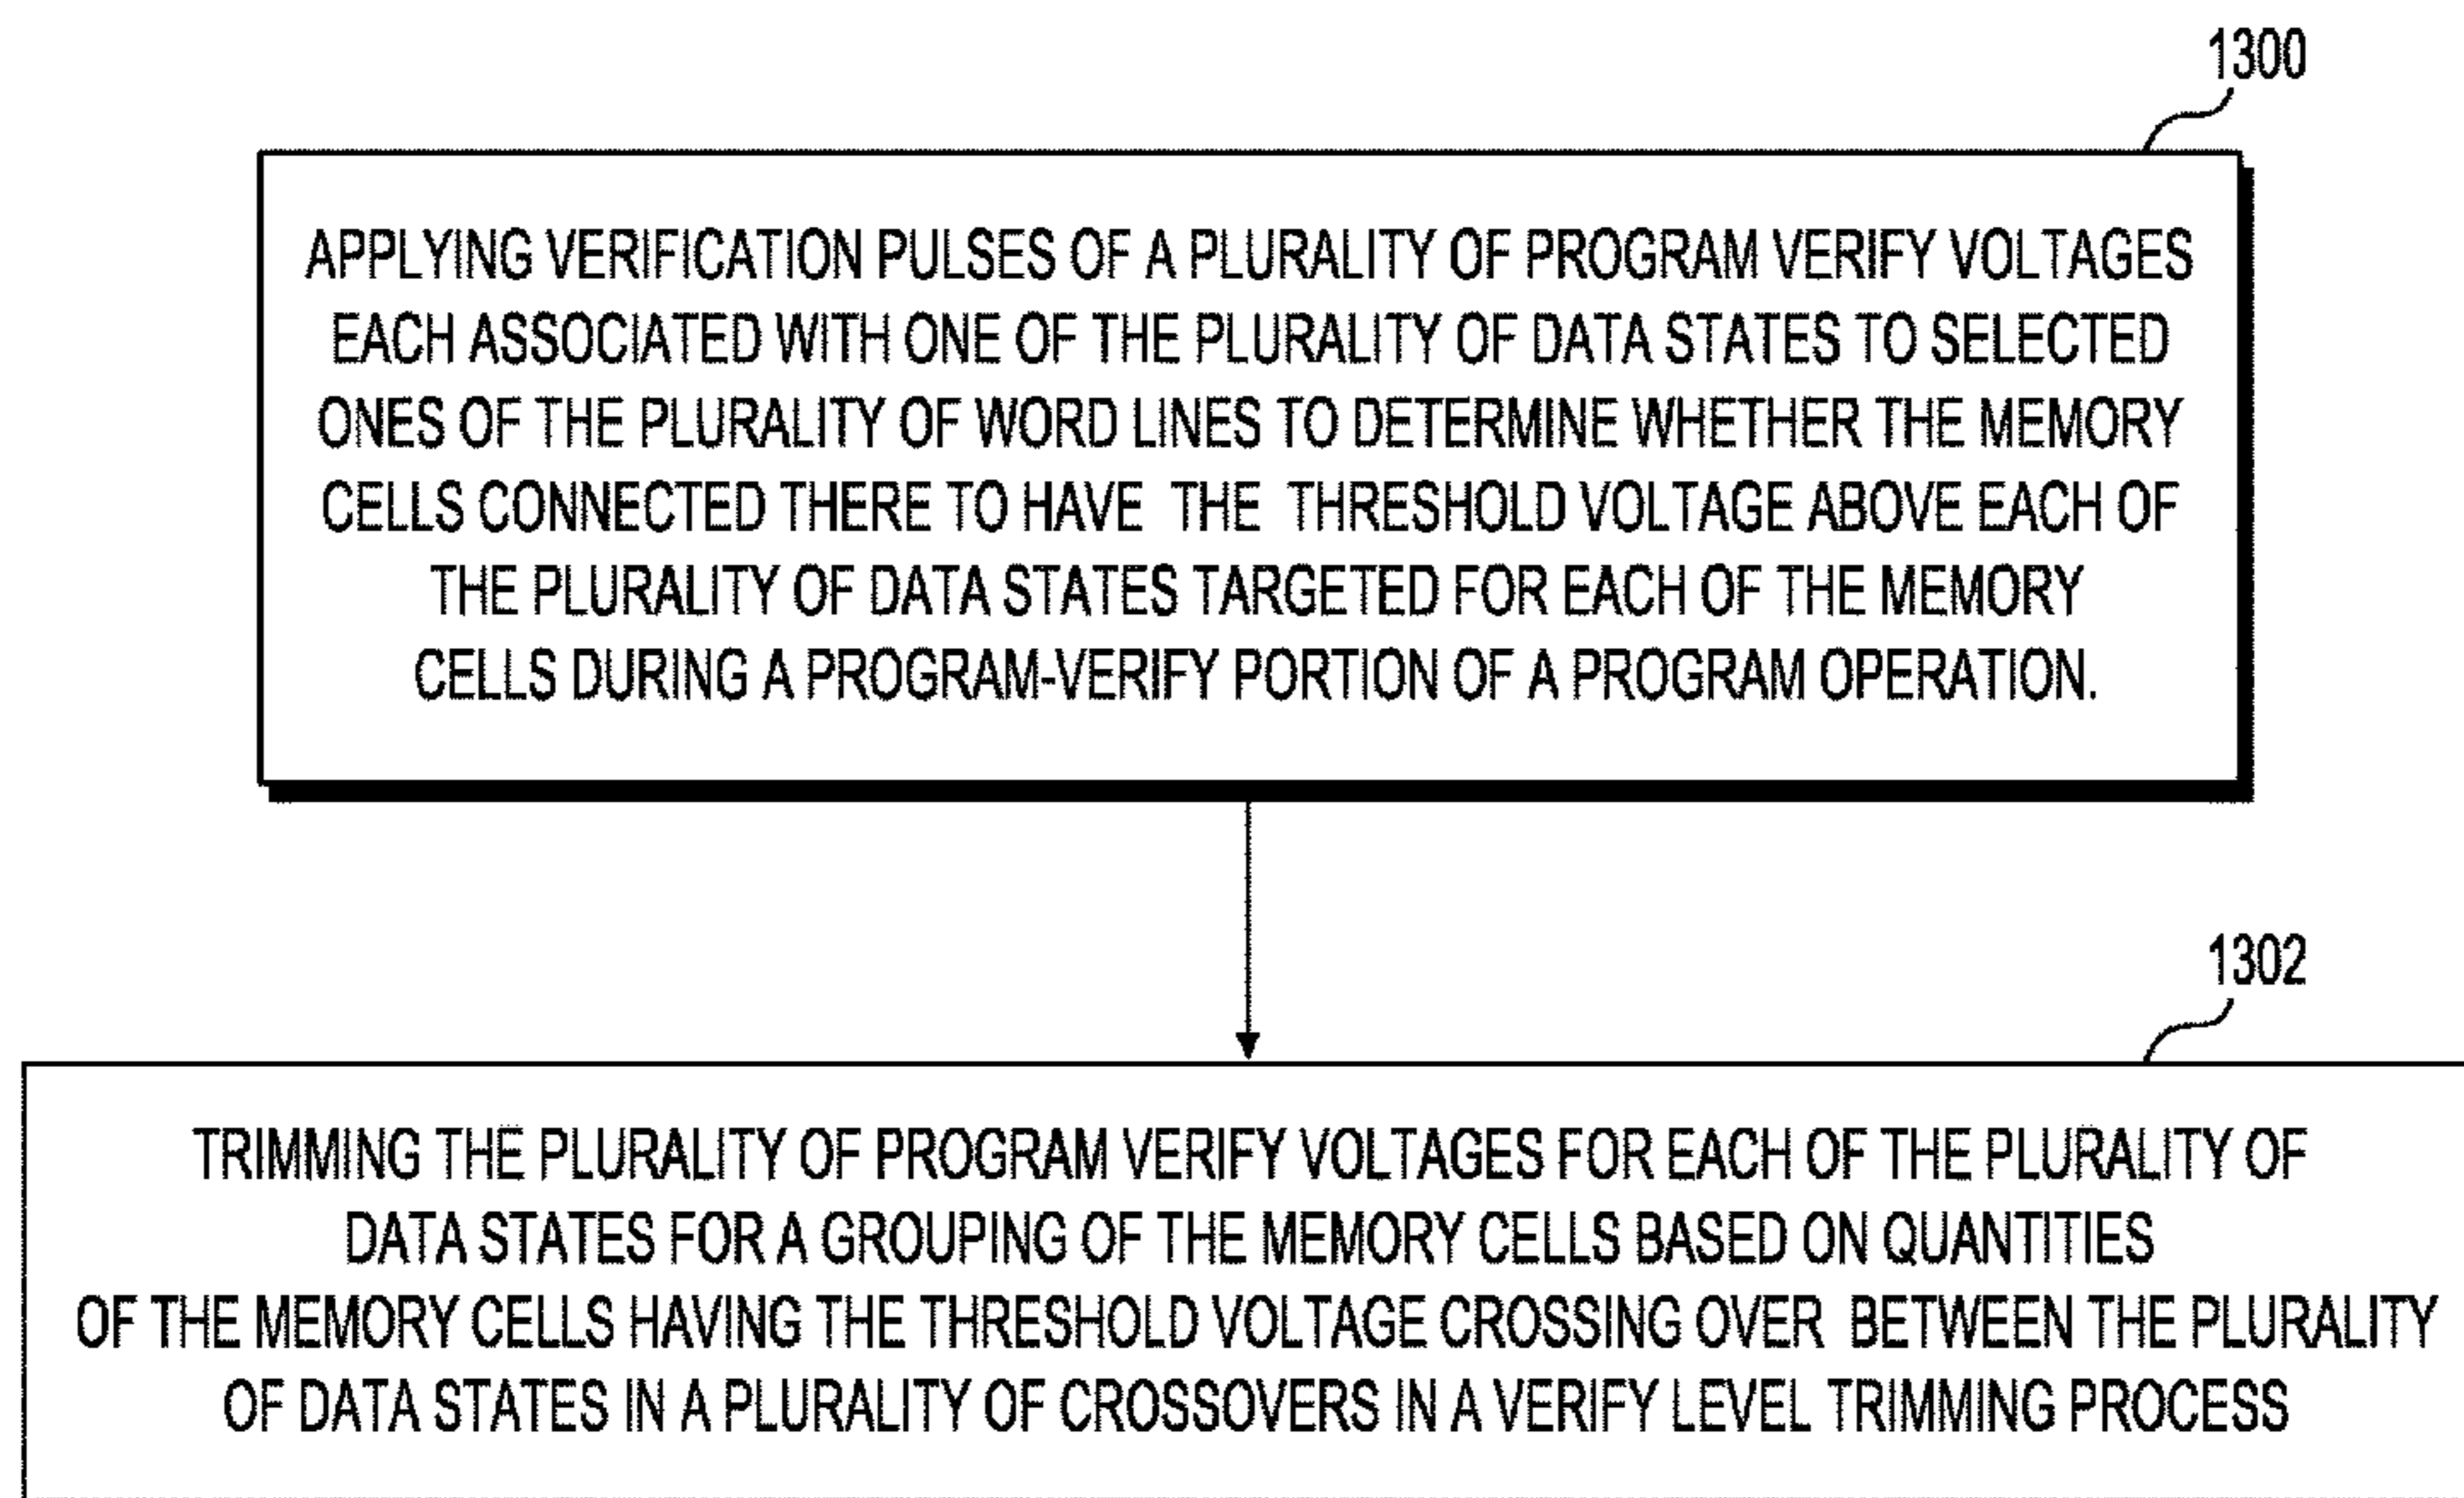 1300
APPLYING VERIFICATION PULSES OF A PLURALITY OF PROGRAM VERIFY VOLTAGES
EACH ASSOCIATED WITH ONE OF THE PLURALITY OF DATA STATES TO SELECTED
ONES OF THE PLURALITY OF WORD LINES TO DETERMINE WHETHER THE MEMORY
CELLS CONNECTED THERE TO HAVE THE THRESHOLD VOLTAGE ABOVE EACH OF
THE PLURALITY OF DATA STATES TARGETED FOR EACH OF THE MEMORY
CELLS DURING A PROGRAM-VERIFY PORTION OF A PROGRAM OPERATION.
1302
TRIMMING THE PLURALITY OF PROGRAM VERIFY VOLTAGES FOR EACH OF THE PLURALITY OF
DATA STATES FOR A GROUPING OF THE MEMORY CELLS BASED ON QUANTITIES
OF THE MEMORY CELLS HAVING THE THRESHOLD VOLTAGE CROSSING OVER BETWEEN THE PLURALITY
OF DATA STATES IN A PLURALITY OF CROSSOVERS IN A VERIFY LEVEL TRIMMING PROCESS